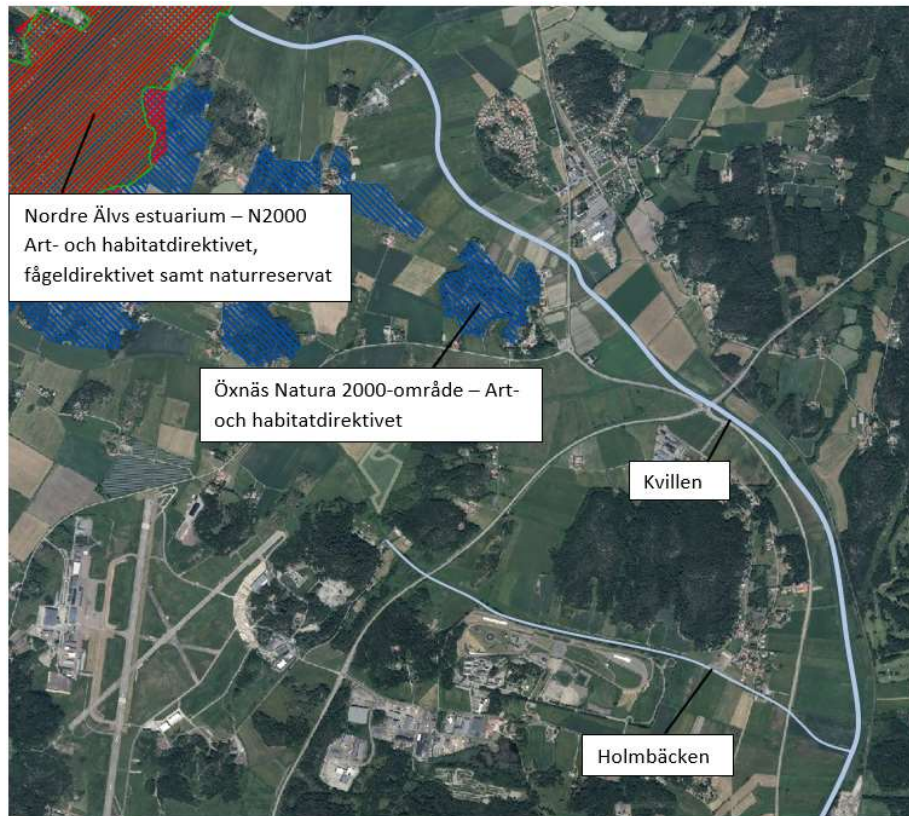 Nordre Älvs estuarium – N2000
Art- och habitatdirektivet,
fågeldirektivet samt naturreservat
Öxnäs Natura 2000-område – Art-
och habitatdirektivet
Kvillen
Holmbäcken